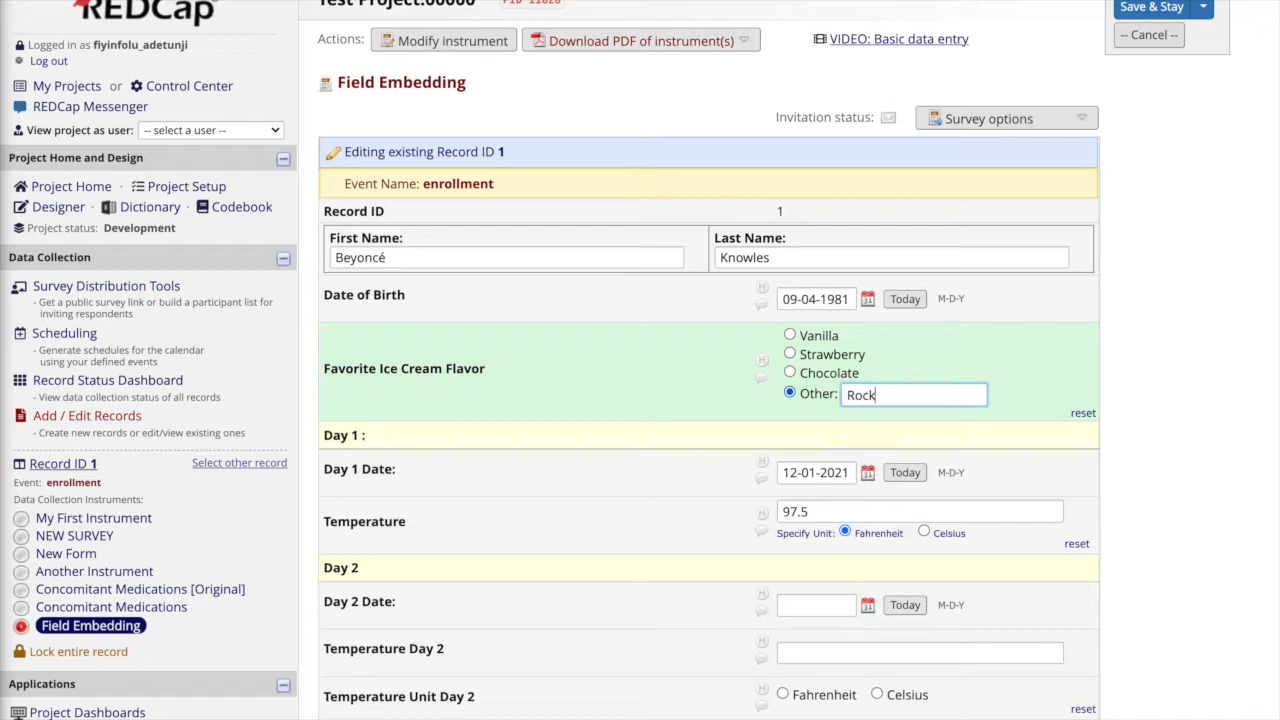 REDCap
Test Project:00000 PID 11628
Save & Stay
Logged in as fiyinfolu_adetunji
Log out
Actions: Modify instrument Download PDF of instrument(s) VIDEO: Basic data entry
-- Cancel --
My Projects or Control Center
REDCap Messenger
View project as user: -- select a user --
Field Embedding
Invitation status: Survey options
Project Home and Design
Project Home · Project Setup
Designer · Dictionary · Codebook
Project status: Development
Data Collection
Survey Distribution Tools
- Get a public survey link or build a participant list for
inviting respondents
Scheduling
- Generate schedules for the calendar
using your defined events
Record Status Dashboard
- View data collection status of all records
Add / Edit Records
- Create new records or edit/view existing ones
Record ID 1 Select other record
Event: enrollment
Data Collection Instruments:
My First Instrument
NEW SURVEY
New Form
Another Instrument
Concomitant Medications [Original]
Concomitant Medications
Field Embedding
Lock entire record
Applications
Project Dashboards
Editing existing Record ID 1
Event Name: enrollment
Record ID 1
First Name: Last Name:
Beyoncé Knowles
Date of Birth H 09-04-1981 31 Today M-D-Y
Favorite Ice Cream Flavor H
Vanilla
Strawberry
Chocolate
Other: Rock
reset
Day 1 :
Day 1 Date: H 12-01-2021 31 Today M-D-Y
Temperature H 97.5
Specify Unit: Fahrenheit Celsius
reset
Day 2
Day 2 Date: H 31 Today M-D-Y
Temperature Day 2 H
Temperature Unit Day 2 H Fahrenheit Celsius
reset